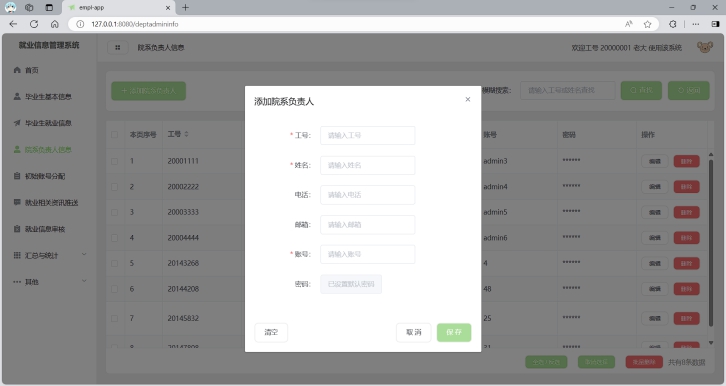 empl-app
127.0.0.1:8080/deptadmininfo
就业信息管理系统
院系负责人信息
欢迎工号 20000001 老大 使用该系统
首页
毕业生基本信息
毕业生就业信息
院系负责人信息
初始账号分配
就业相关资讯推送
就业信息审核
汇总与统计
其他
+ 添加院系负责人
模糊搜索:
请输入工号或姓名查找
查找
本页序号 工号 账号 密码 操作
1 20001111 admin3 ****** 编辑 删除
2 20002222 admin4 ****** 编辑 删除
3 20003333 admin5 ****** 编辑 删除
4 20004444 admin6 ****** 编辑 删除
5 20143268 4 ****** 编辑 删除
6 20144208 48 ****** 编辑 删除
7 20145832 25 ****** 编辑 删除
8 20147808 31
共有8条数据
添加院系负责人
* 工号: 请输入工号
* 姓名: 请输入姓名
电话: 请输入电话
邮箱: 请输入邮箱
* 账号: 请输入账号
密码: 已设置默认密码
清空
取 消
保 存